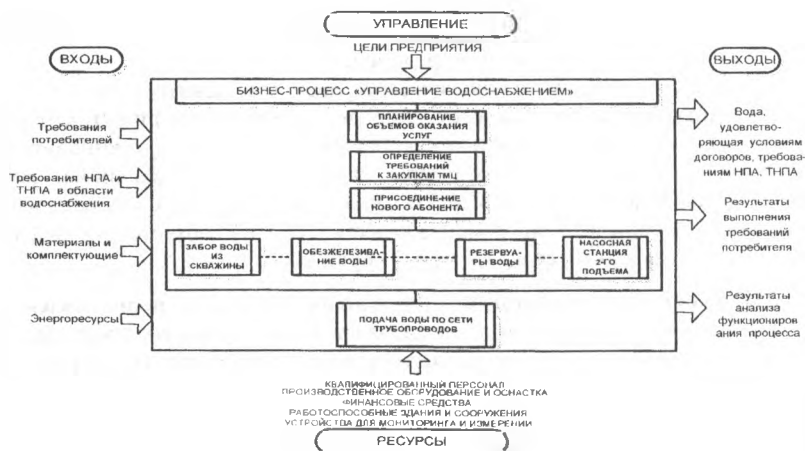 УПРАВЛЕНИЕ
ЦЕЛИ ПРЕДПРИЯТИЯ
ВХОДЫ
ВЫХОДЫ
БИЗНЕС-ПРОЦЕСС «УПРАВЛЕНИЕ ВОДОСНАБЖЕНИЕМ»
ПЛАНИРОВАНИЕ
ОБЪЕМОВ ОКАЗАНИЯ
УСЛУГ
ОПРЕДЕЛЕНИЕ
ТРЕБОВАНИЙ
К ЗАКУПКАМ ТМЦ
ПРИСОЕДИНЕ-НИЕ
НОВОГО АБОНЕНТА
Требования
потребителей
Требования НПА и
ТНПА в области
водоснабжения
Материалы и
комплектующие
Энергоресурсы
ЗАБОР ВОДЫ
ИЗ
СКВАЖИНЫ
ОБЕЗЖЕЛЕЗИВА-
НИЕ ВОДЫ
РЕЗЕРВУА-
РЫ ВОДЫ
НАСОСНАЯ
СТАНЦИЯ
2-ГО
ПОДЪЕМА
ПОДАЧА ВОДЫ ПО СЕТИ
ТРУБОПРОВОДОВ
Вода,
удовлетво-
ряющая условиям
договоров, требова-
ниям НПА, ТНПА
Результаты
выполнения
требований
потребителя
Результаты
анализа
функциониров
ания процесса
КВАЛИФИЦИРОВАННЫЙ ПЕРСОНАЛ
ПРОИЗВОДСТВЕННОЕ ОБОРУДОВАНИЕ И ОСНАСТКА
ФИНАНСОВЫЕ СРЕДСТВА
РАБОТОСПОСОБНЫЕ ЗДАНИЯ И СООРУЖЕНИЯ
УСТРОЙСТВА ДЛЯ МОНИТОРИНГА И ИЗМЕРЕНИИ
РЕСУРСЫ